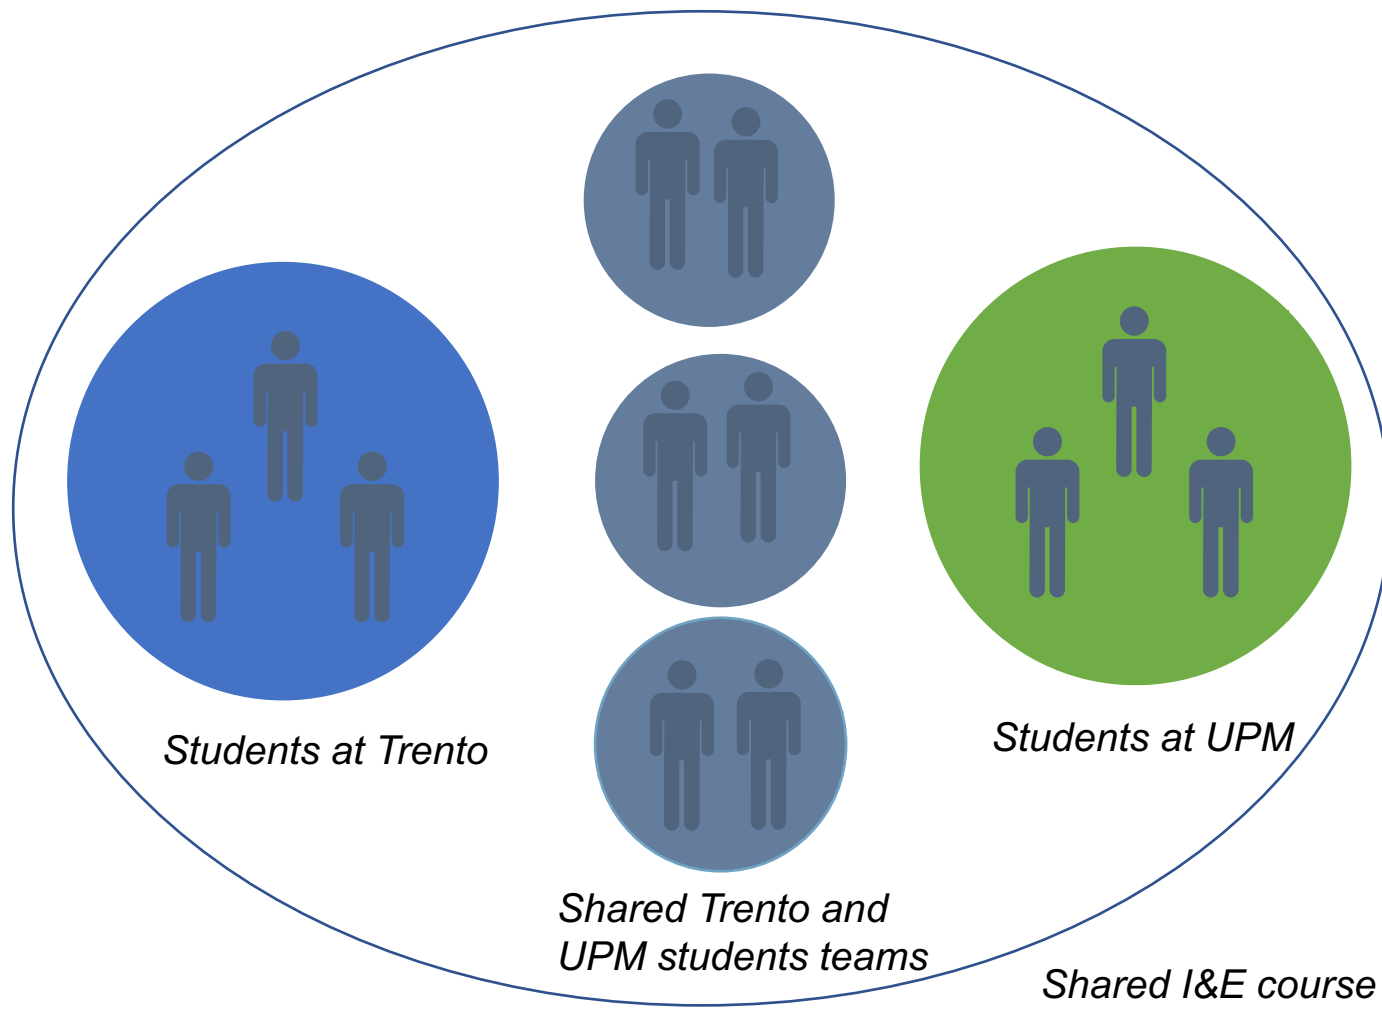 Students at Trento
Students at UPM
Shared Trento and
UPM students teams
Shared I&E course